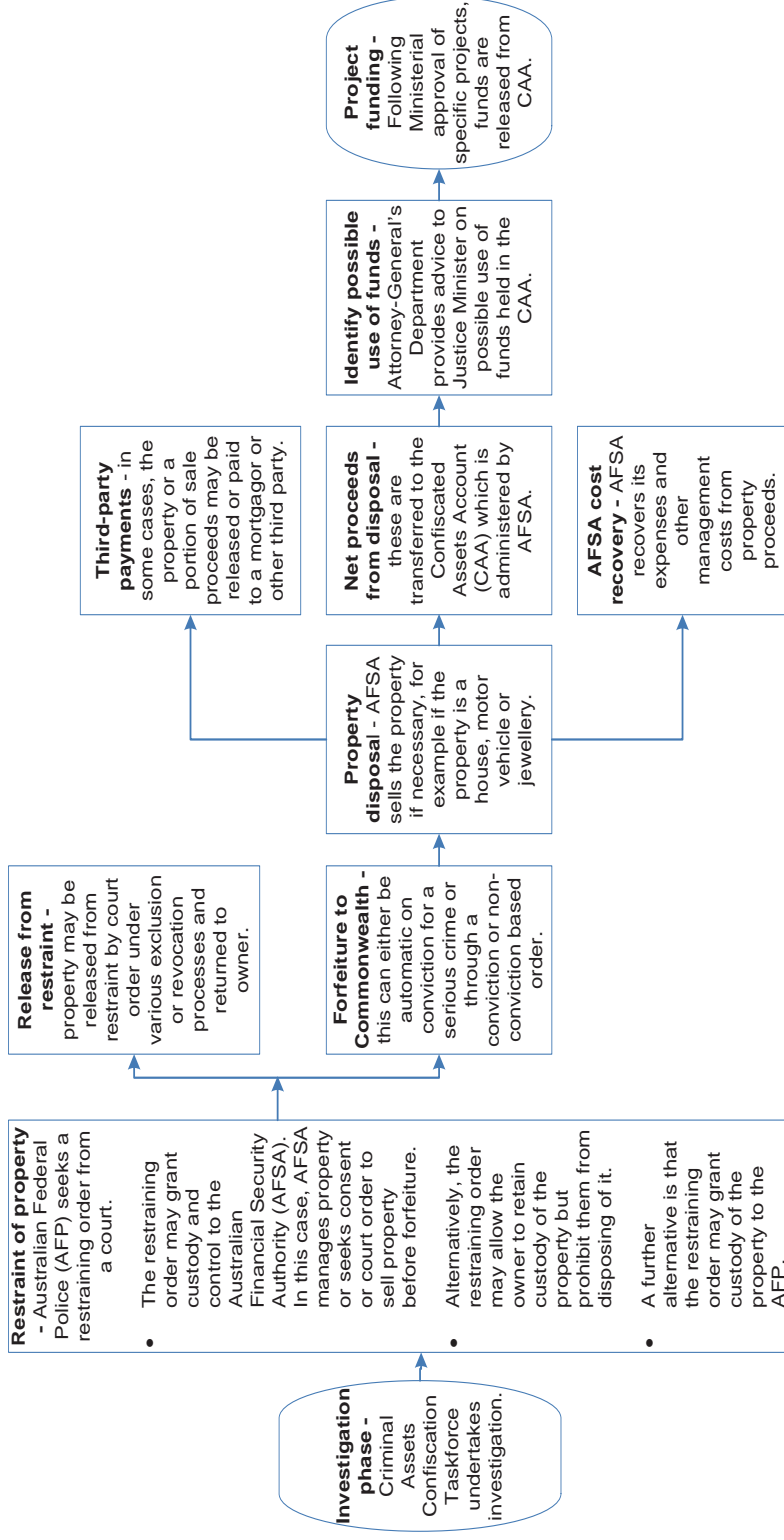 Investigation
phase -
Criminal
Assets
Confiscation
Taskforce
undertakes
investigation.
Restraint of property
- Australian Federal
Police (AFP) seeks a
restraining order from
a court.
• The restraining
order may grant
custody and
control to the
Australian
Financial Security
Authority (AFSA).
In this case, AFSA
manages property
or seeks consent
or court order to
sell property
before forfeiture.
• Alternatively, the
restraining order
may allow the
owner to retain
custody of the
property but
prohibit them from
disposing of it.
• A further
alternative is that
the restraining
order may grant
custody of the
property to the
AFP.
Release from
restraint -
property may be
released from
restraint by court
order under
various exclusion
or revocation
processes and
returned to
owner.
Forfeiture to
Commonwealth -
this can either be
automatic on
conviction for a
serious crime or
through a
conviction or non-
conviction based
order.
Property
disposal - AFSA
sells the property
if necessary, for
example if the
property is a
house, motor
vehicle or
jewellery.
Third-party
payments - in
some cases, the
property or a
portion of sale
proceeds may be
released or paid
to a mortgagor or
other third party.
Net proceeds
from disposal -
these are
transferred to the
Confiscated
Assets Account
(CAA) which is
administered by
AFSA.
AFSA cost
recovery - AFSA
recovers its
expenses and
other
management
costs from
property
proceeds.
Identify possible
use of funds -
Attorney-General's
Department
provides advice to
Justice Minister on
possible use of
funds held in the
CAA.
Project
funding -
Following
Ministerial
approval of
specific projects,
funds are
released from
CAA.